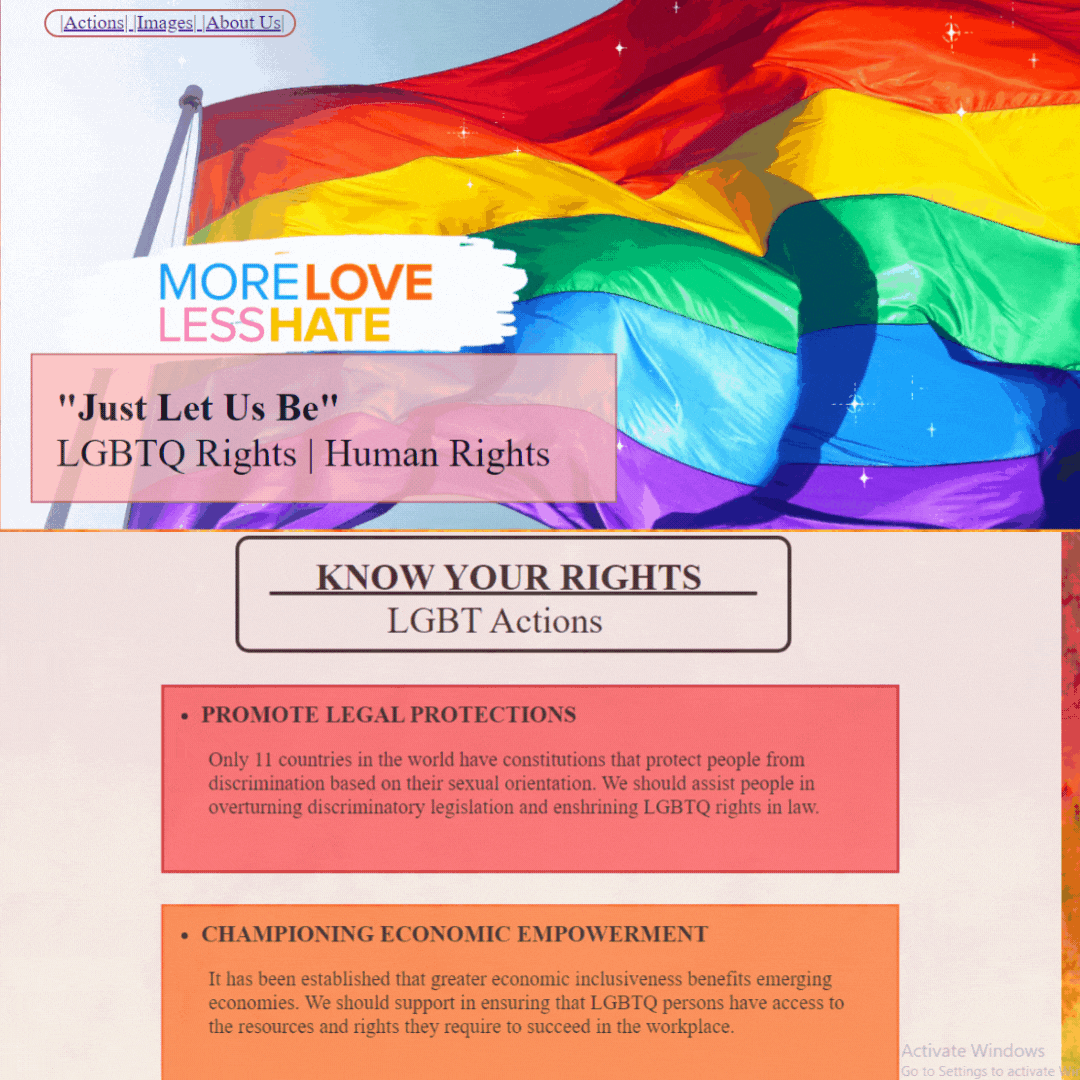 |Actions| |Images| |About Us|
MORE LOVE
LESS HATE
"Just Let Us Be"
LGBTQ Rights | Human Rights
KNOW YOUR RIGHTS
LGBT Actions
• PROMOTE LEGAL PROTECTIONS
Only 11 countries in the world have constitutions that protect people from
discrimination based on their sexual orientation. We should assist people in
overturning discriminatory legislation and enshrining LGBTQ rights in law.
• CHAMPIONING ECONOMIC EMPOWERMENT
It has been established that greater economic inclusiveness benefits emerging
economies. We should support in ensuring that LGBTQ persons have access to
the resources and rights they require to succeed in the workplace.
Activate Windows
Go to Settings to activate